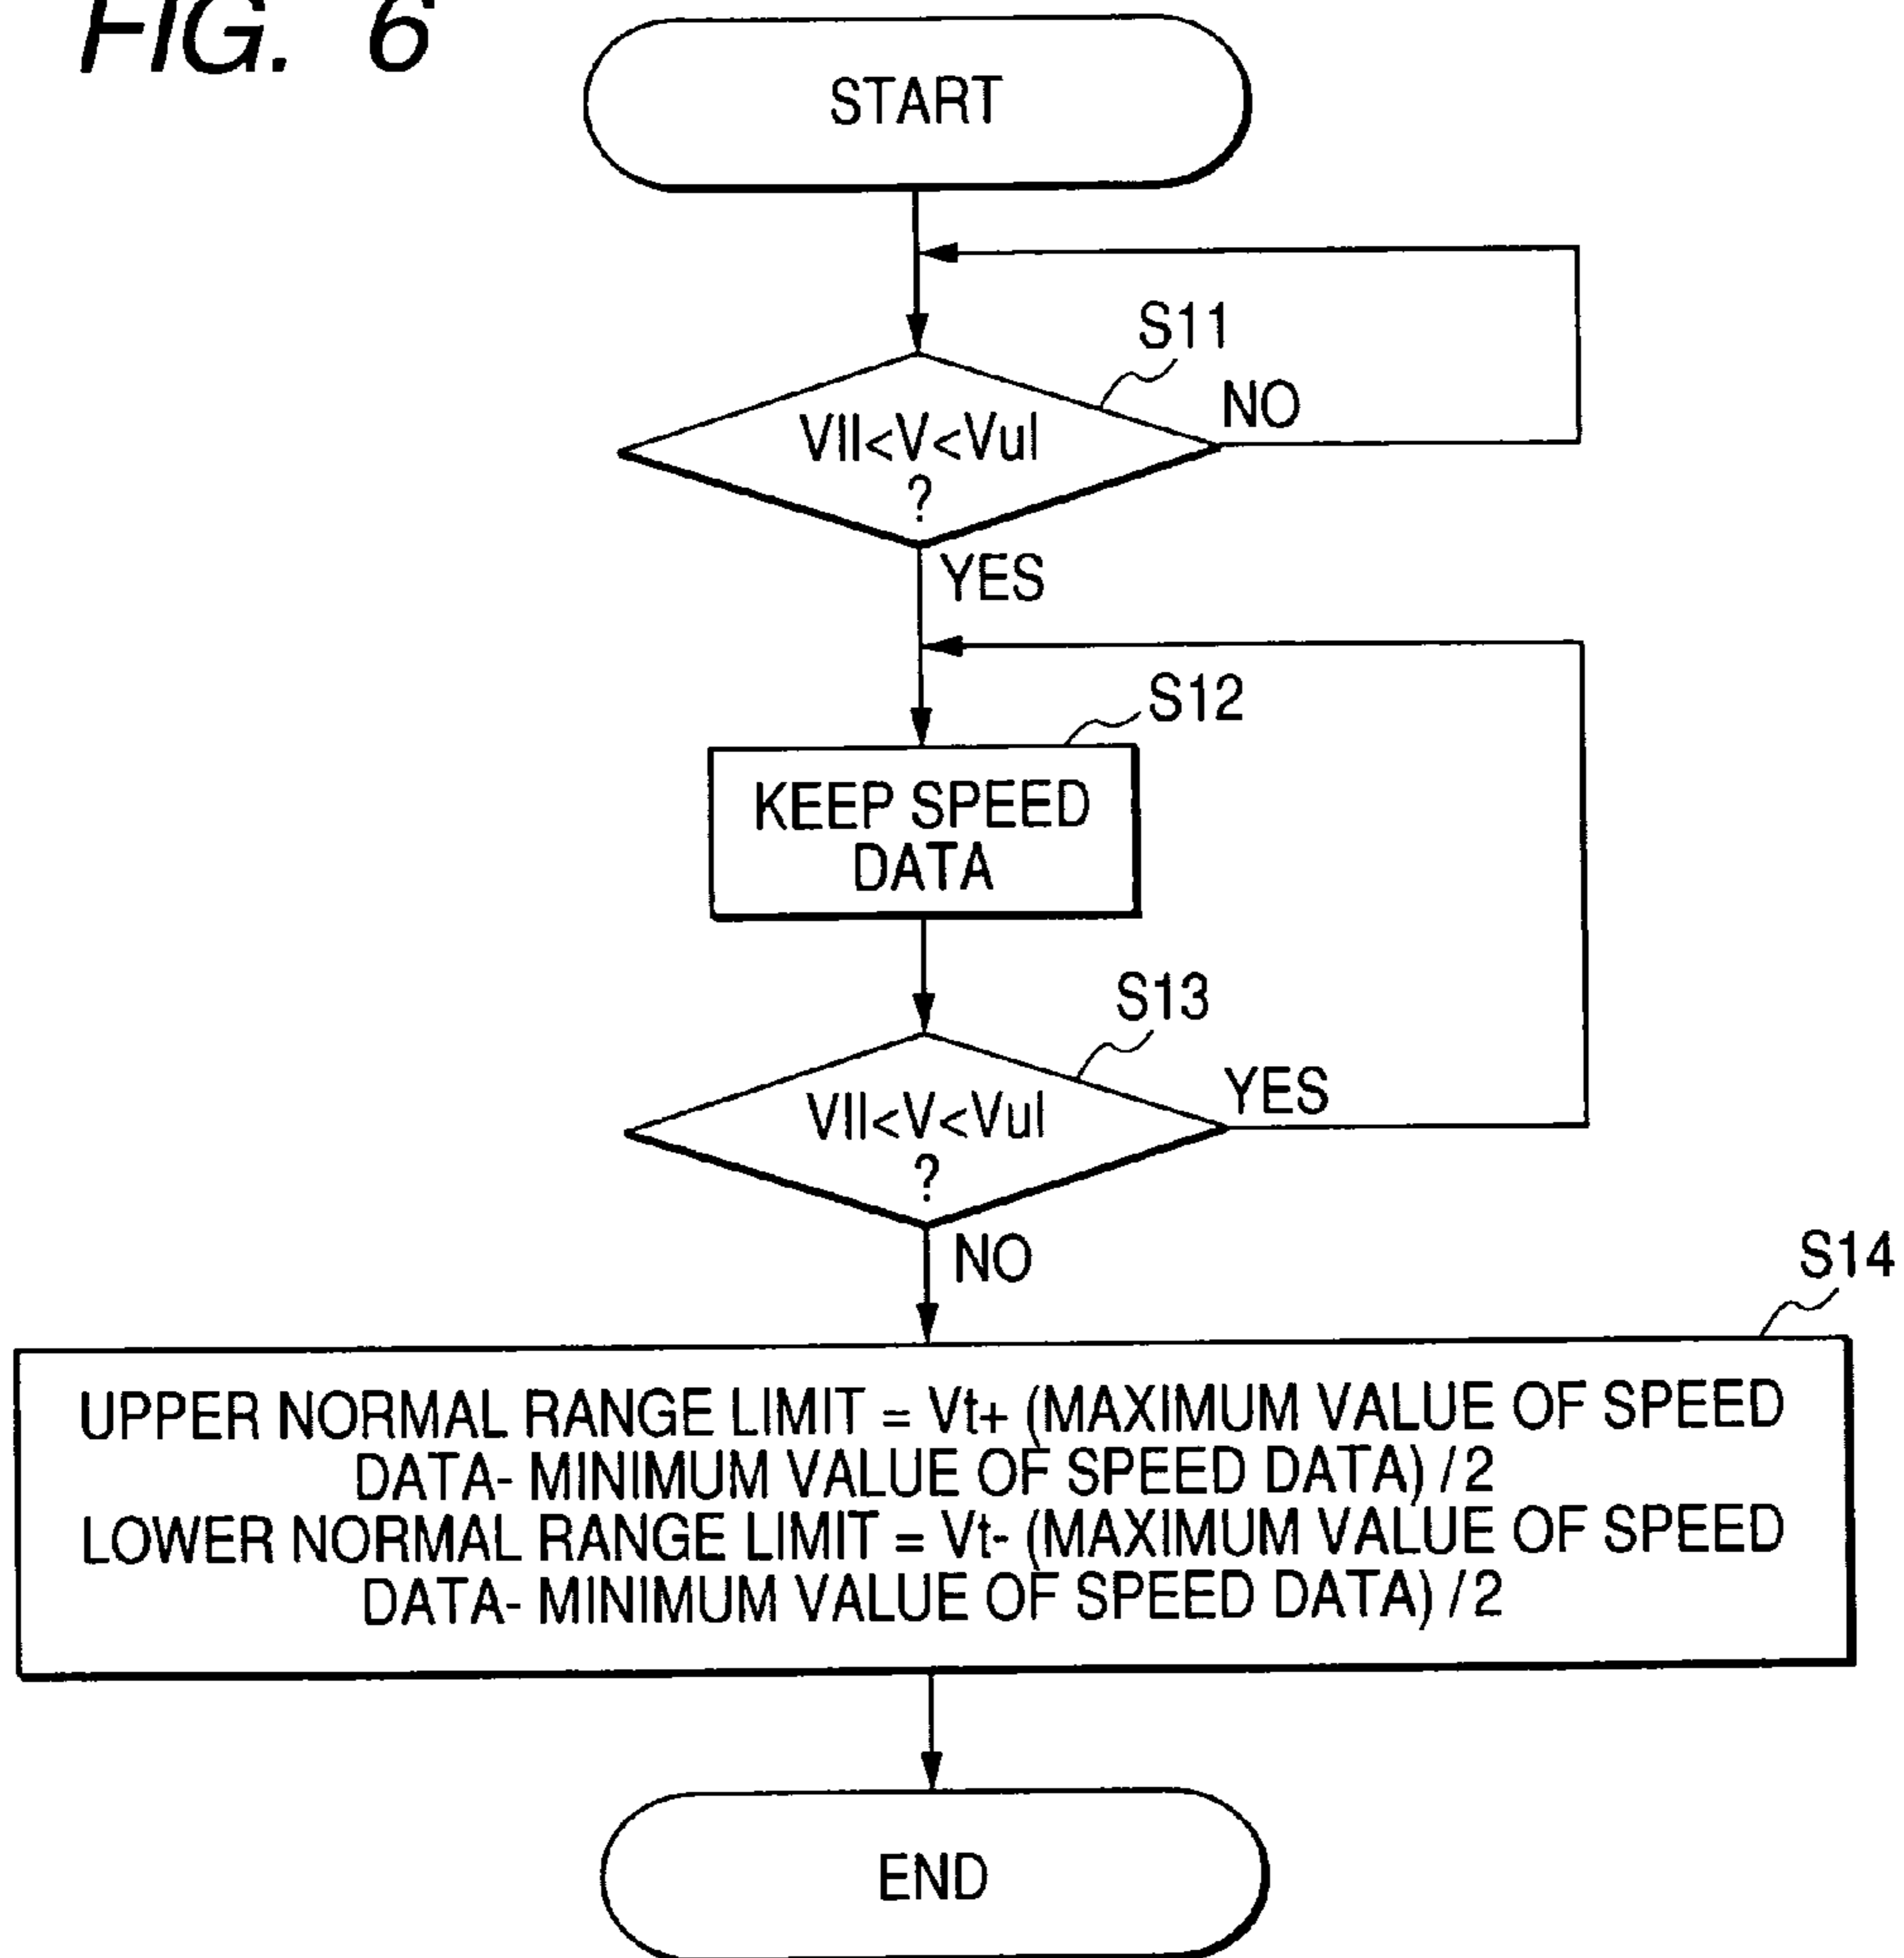 FIG. 6
START
S11
Vll<V<Vul
?
NO
YES
S12
KEEP SPEED
DATA
S13
Vll<V<Vul
?
YES
NO
S14
UPPER NORMAL RANGE LIMIT = Vt+ (MAXIMUM VALUE OF SPEED
DATA- MINIMUM VALUE OF SPEED DATA) / 2
LOWER NORMAL RANGE LIMIT = Vt- (MAXIMUM VALUE OF SPEED
DATA- MINIMUM VALUE OF SPEED DATA) / 2
END